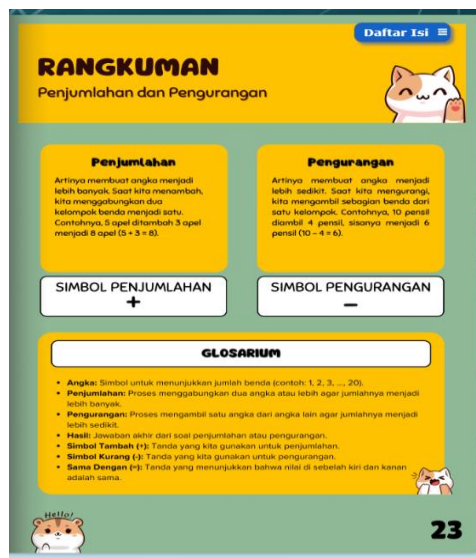 Daftar Isi
RANGKUMAN
Penjumlahan dan Pengurangan
Penjumlahan
Artinya membuat angka menjadi
lebih banyak. Saat kita menambah,
kita menggabungkan dua
kelompok benda menjadi satu.
Contohnya, 5 apel ditambah 3 apel
menjadi 8 apel (5 + 3 = 8).
Pengurangan
Artinya membuat angka menjadi
lebih sedikit. Saat kita mengurangi,
kita mengambil sebagian benda dari
satu kelompok. Contohnya, 10 pensil
diambil 4 pensil, sisanya menjadi 6
pensil (10 – 4 = 6).
SIMBOL PENJUMLAHAN
+
SIMBOL PENGURANGAN
–
GLOSARIUM
• Angka: Simbol untuk menunjukkan jumlah benda (contoh: 1, 2, 3, ..., 20).
• Penjumlahan: Proses menggabungkan dua angka atau lebih agar jumlahnya menjadi
lebih banyak.
• Pengurangan: Proses mengambil satu angka dari angka lain agar jumlahnya menjadi
lebih sedikit.
• Hasil: Jawaban akhir dari soal penjumlahan atau pengurangan.
• Simbol Tambah (+): Tanda yang kita gunakan untuk penjumlahan.
• Simbol Kurang (-): Tanda yang kita gunakan untuk pengurangan.
• Sama Dengan (=): Tanda yang menunjukkan bahwa nilai di sebelah kiri dan kanan
adalah sama.
Hello!
23